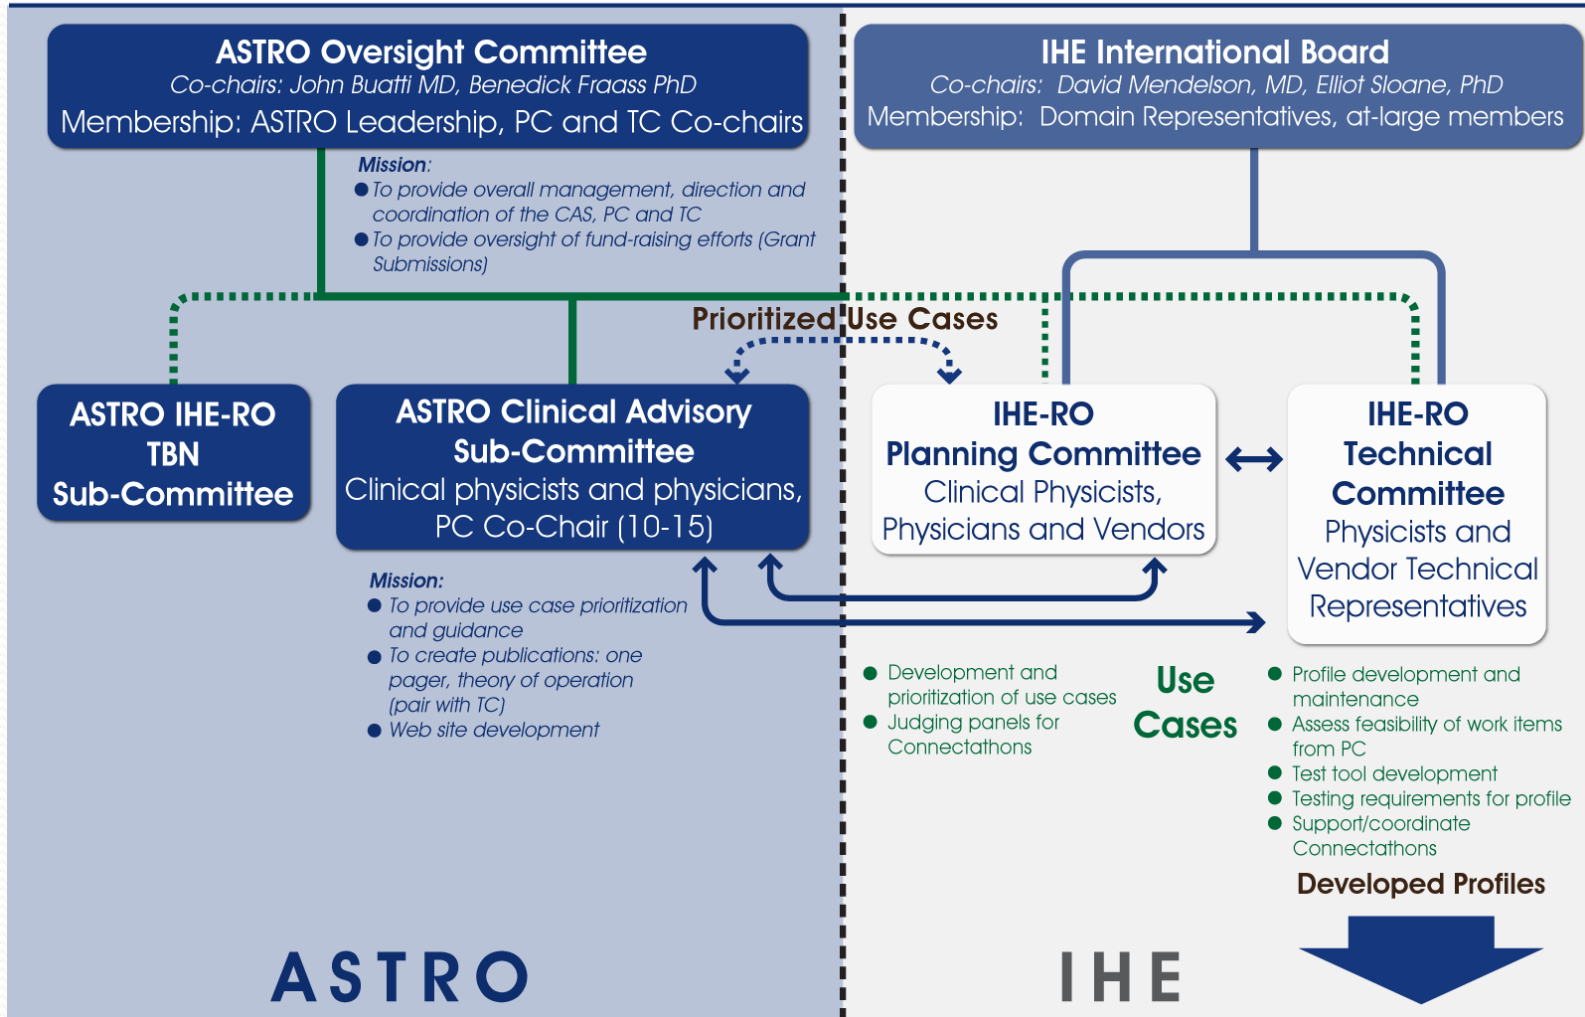 ASTRO Oversight Committee
Co-chairs: John Buatti MD, Benedick Fraass PhD
Membership: ASTRO Leadership, PC and TC Co-chairs
IHE International Board
Co-chairs: David Mendelson, MD, Elliot Sloane, PhD
Membership: Domain Representatives, at-large members
Mission:
● To provide overall management, direction and
coordination of the CAS, PC and TC
● To provide oversight of fund-raising efforts (Grant
Submissions)
Prioritized Use Cases
ASTRO IHE-RO
TBN
Sub-Committee
ASTRO Clinical Advisory
Sub-Committee
Clinical physicists and physicians,
PC Co-Chair (10-15)
IHE-RO
Planning Committee
Clinical Physicists,
Physicians and Vendors
IHE-RO
Technical
Committee
Physicists and
Vendor Technical
Representatives
Mission:
● To provide use case prioritization
and guidance
● To create publications: one
pager, theory of operation
(pair with TC)
● Web site development
● Development and
prioritization of use cases
● Judging panels for
Connectathons
Use
Cases
● Profile development and
maintenance
● Assess feasibility of work items
from PC
● Test tool development
● Testing requirements for profile
● Support/coordinate
Connectathons
Developed Profiles
ASTRO
IHE